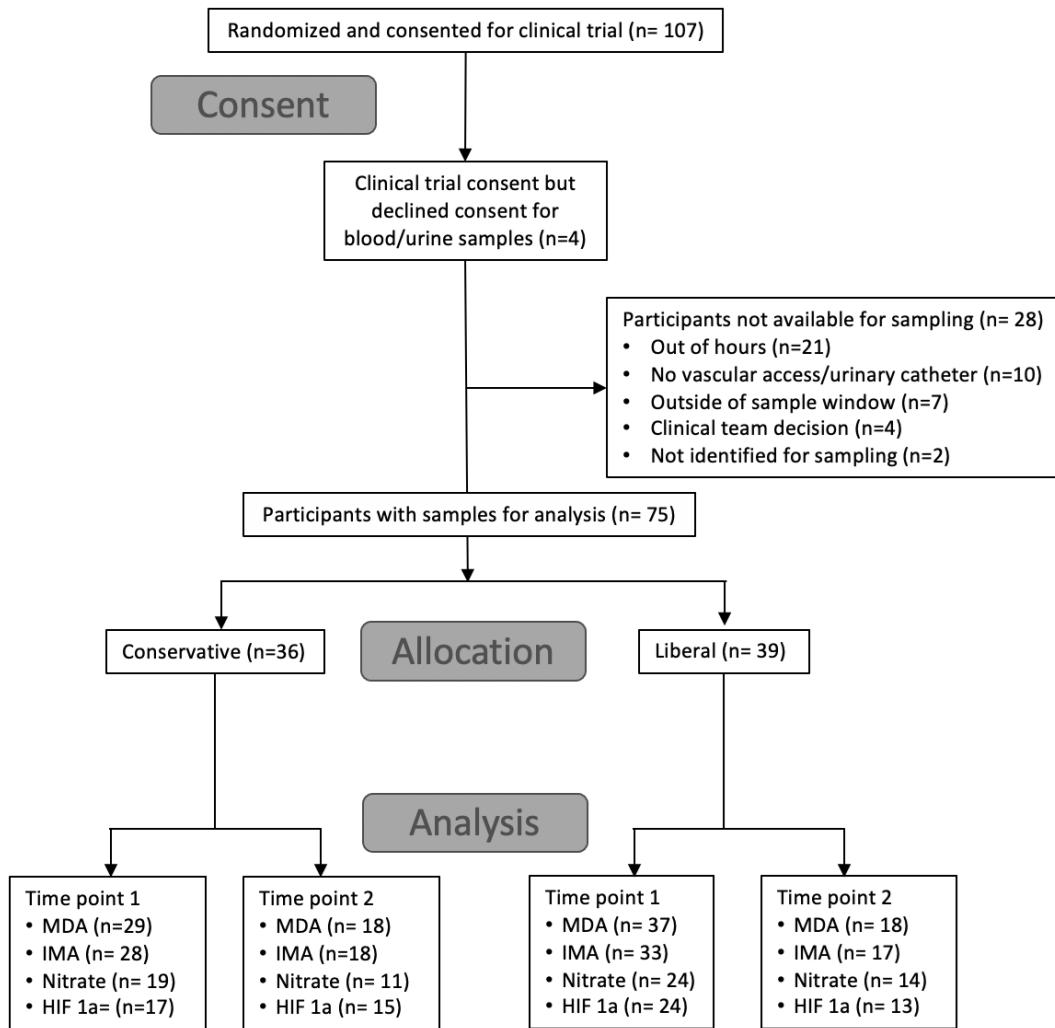 Randomized and consented for clinical trial (n= 107)
Consent
Clinical trial consent but
declined consent for
blood/urine samples (n=4)
Participants not available for sampling (n= 28)
• Out of hours (n=21)
• No vascular access/urinary catheter (n=10)
• Outside of sample window (n=7)
• Clinical team decision (n=4)
• Not identified for sampling (n=2)
Participants with samples for analysis (n= 75)
Conservative (n=36)
Allocation
Liberal (n= 39)
Analysis
Time point 1
• MDA (n=29)
• IMA (n= 28)
• Nitrate (n= 19)
• HIF 1a= (n=17)
Time point 2
• MDA (n= 18)
• IMA (n=18)
• Nitrate (n= 11)
• HIF 1a (n= 15)
Time point 1
• MDA (n= 37)
• IMA (n= 33)
• Nitrate (n= 24)
• HIF 1a (n= 24)
Time point 2
• MDA (n= 18)
• IMA (n= 17)
• Nitrate (n= 14)
• HIF 1a (n= 13)